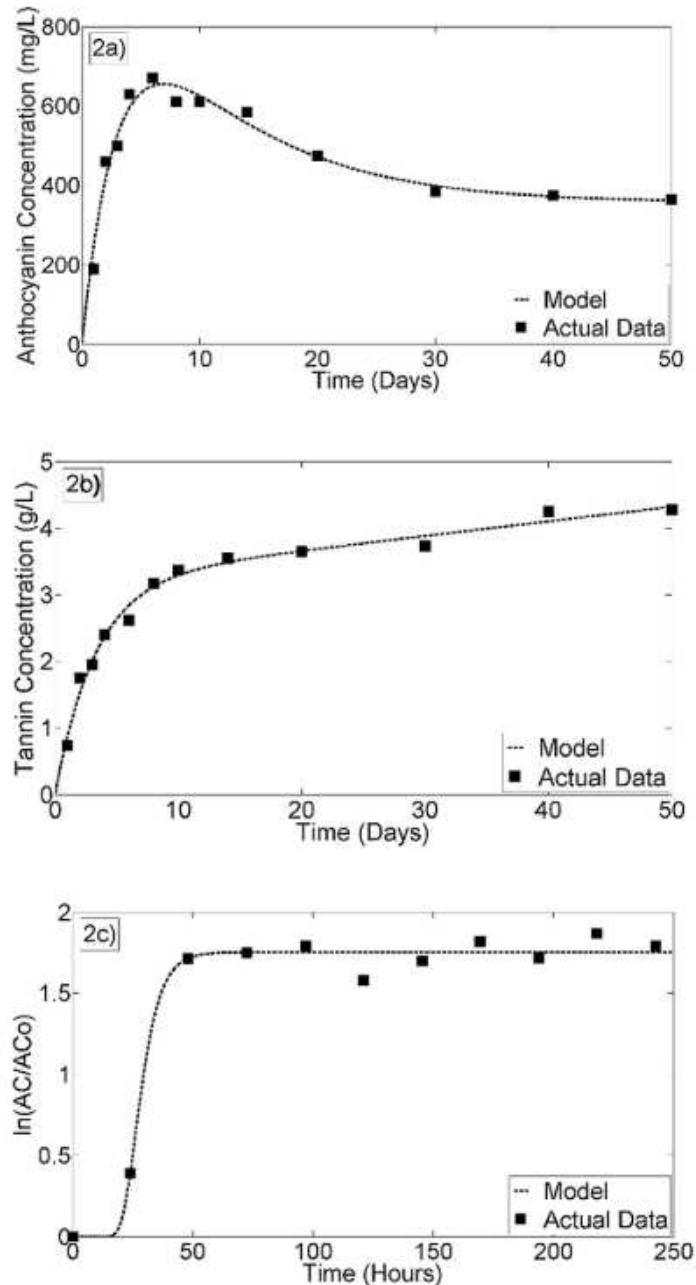 2a)
Anthocyanin Concentration (mg/L)
800
600
400
200
0
0 10 20 30 40 50
Time (Days)
Model
Actual Data
2b)
Tannin Concentration (g/L)
5
4
3
2
1
0
0 10 20 30 40 50
Time (Days)
Model
Actual Data
2c)
ln(AC/ACo)
2
1.5
1
0.5
0
0 50 100 150 200 250
Time (Hours)
Model
Actual Data